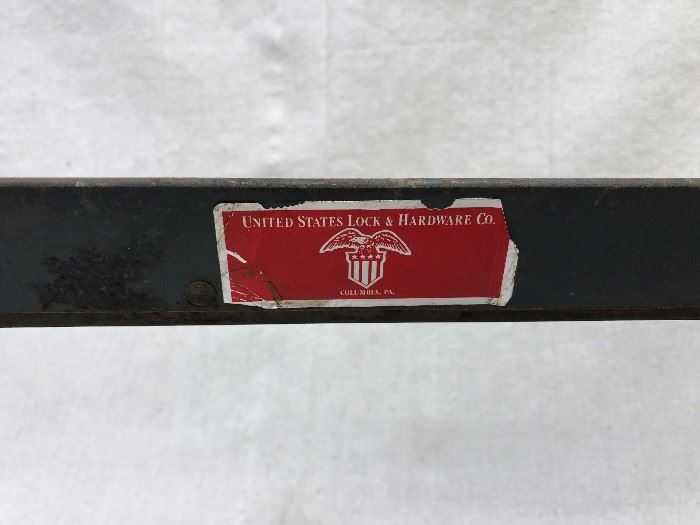 UNITED STATES LOCK & HARDWARE CO.
COLUMBIA, PA.